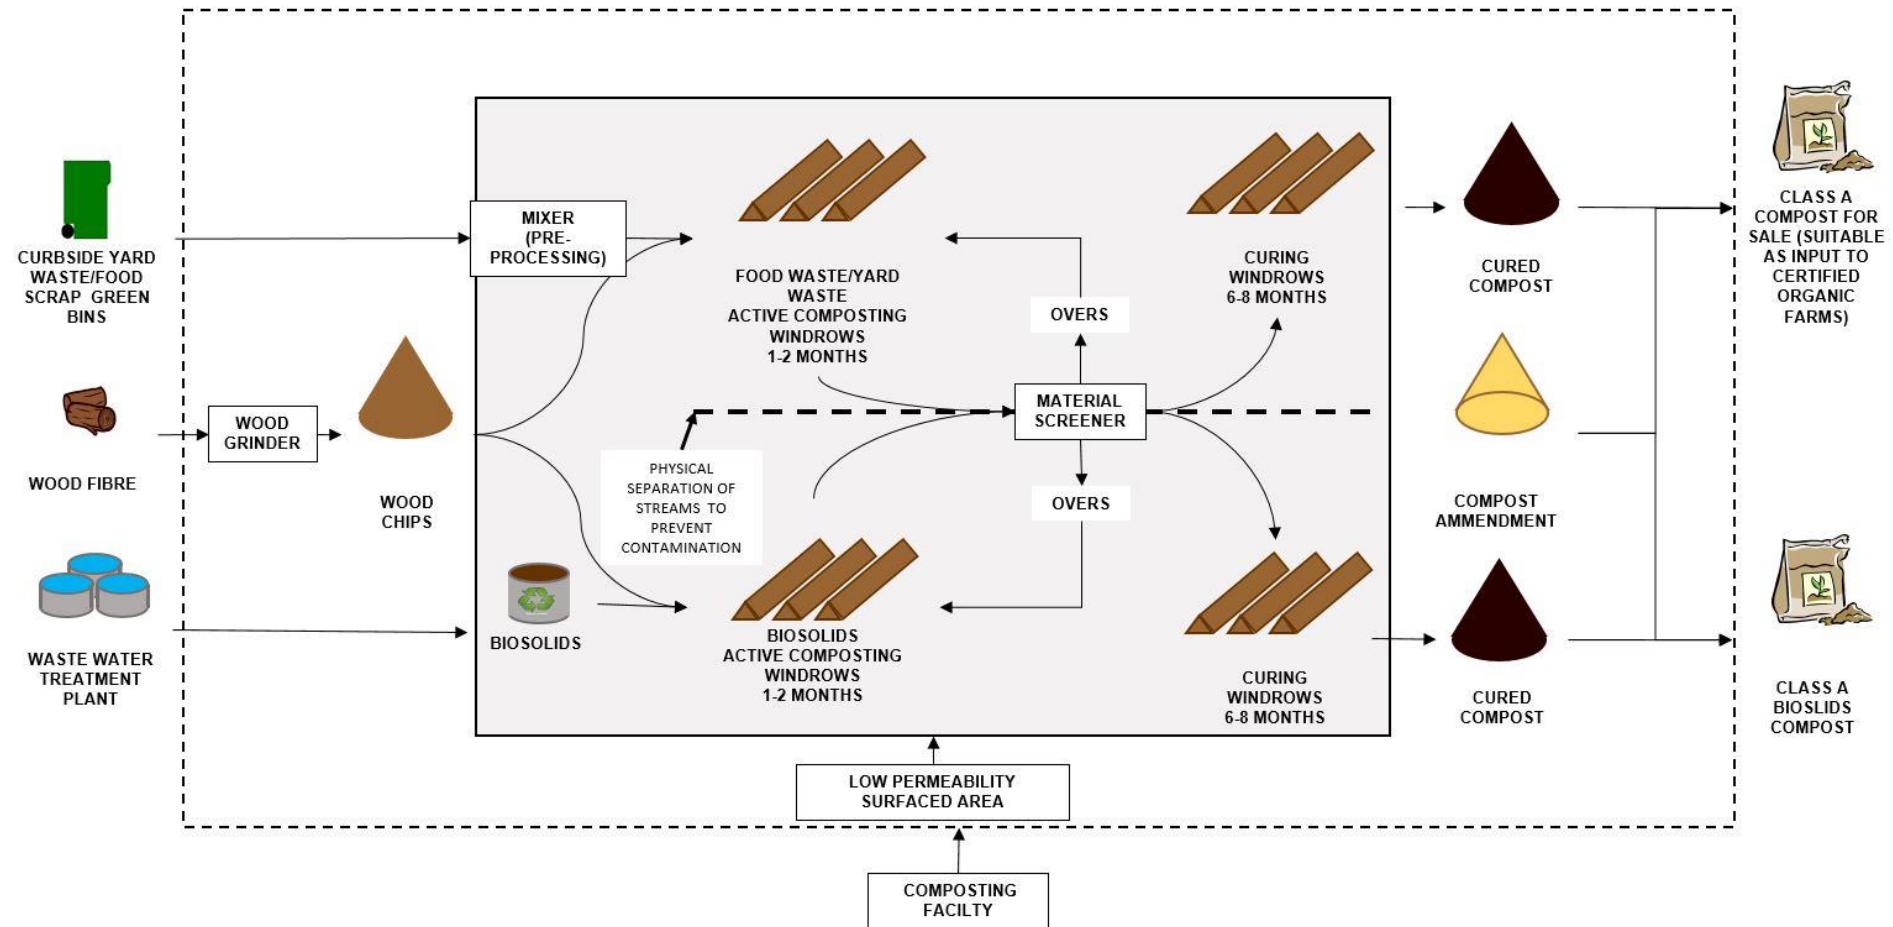 CURBSIDE YARD
WASTE/FOOD
SCRAP GREEN
BINS
WOOD FIBRE
WASTE WATER
TREATMENT
PLANT
WOOD
GRINDER
WOOD
CHIPS
MIXER
(PRE-
PROCESSING)
FOOD WASTE/YARD
WASTE
ACTIVE COMPOSTING
WINDROWS
1-2 MONTHS
PHYSICAL
SEPARATION OF
STREAMS TO
PREVENT
CONTAMINATION
BIOSOLIDS
BIOSOLIDS
ACTIVE COMPOSTING
WINDROWS
1-2 MONTHS
OVERS
MATERIAL
SCREENER
OVERS
CURING
WINDROWS
6-8 MONTHS
CURING
WINDROWS
6-8 MONTHS
CURED
COMPOST
COMPOST
AMMENDMENT
CURED
COMPOST
CLASS A
COMPOST FOR
SALE (SUITABLE
AS INPUT TO
CERTIFIED
ORGANIC
FARMS)
CLASS A
BIOSLIDS
COMPOST
LOW PERMEABILITY
SURFACED AREA
COMPOSTING
FACILTY